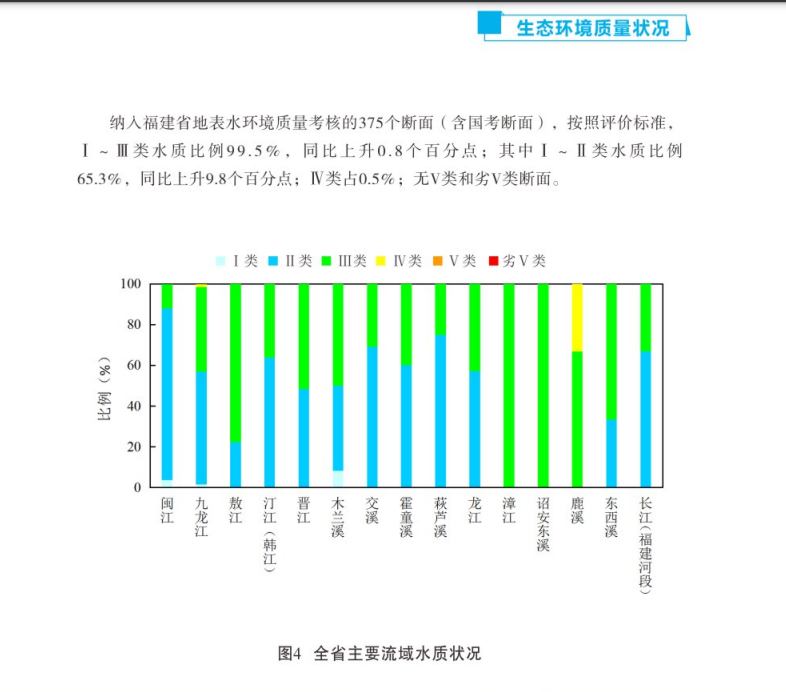 生态环境质量状况
纳入福建省地表水环境质量考核的375个断面（含国考断面），按照评价标准，
Ⅰ～Ⅲ类水质比例99.5%，同比上升0.8个百分点；其中Ⅰ～Ⅱ类水质比例
65.3%，同比上升9.8个百分点；Ⅳ类占0.5%；无V类和劣V类断面。
Ⅰ类 Ⅱ类 Ⅲ类 Ⅳ类 Ⅴ类 劣Ⅴ类
比例（%）
100
80
60
40
20
0
闽江
九龙江
敖江
汀江（韩江）
晋江
木兰溪
交溪
霍童溪
萩芦溪
龙江
漳江
诏安东溪
鹿溪
东西溪
长江（福建河段）
图4 全省主要流域水质状况